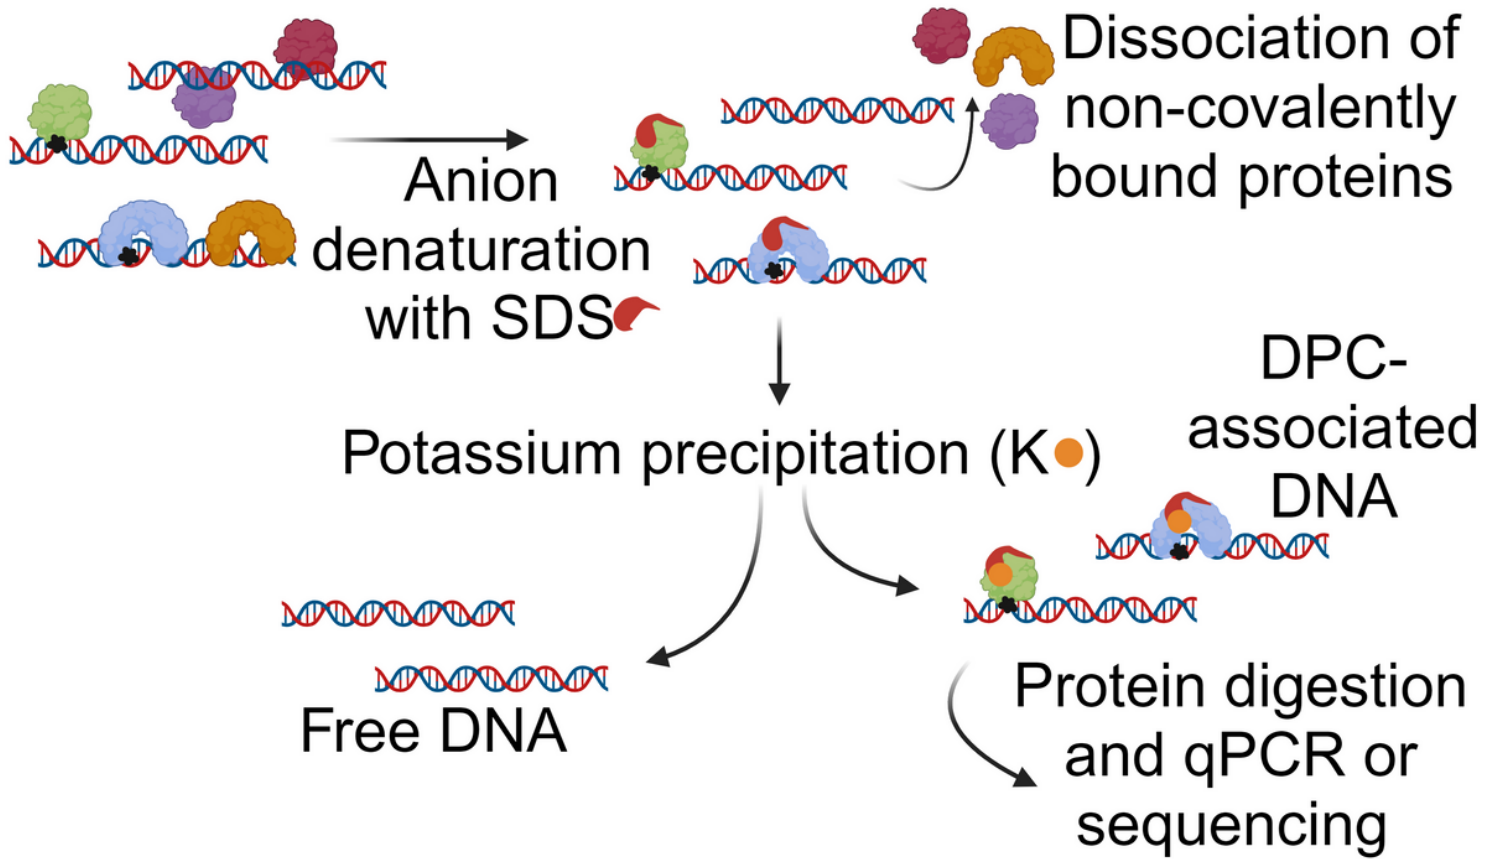 Dissociation of
non-covalently
bound proteins
Anion
denaturation
with SDS
DPC-
associated
DNA
Potassium precipitation (K )
Free DNA
Protein digestion
and qPCR or
sequencing